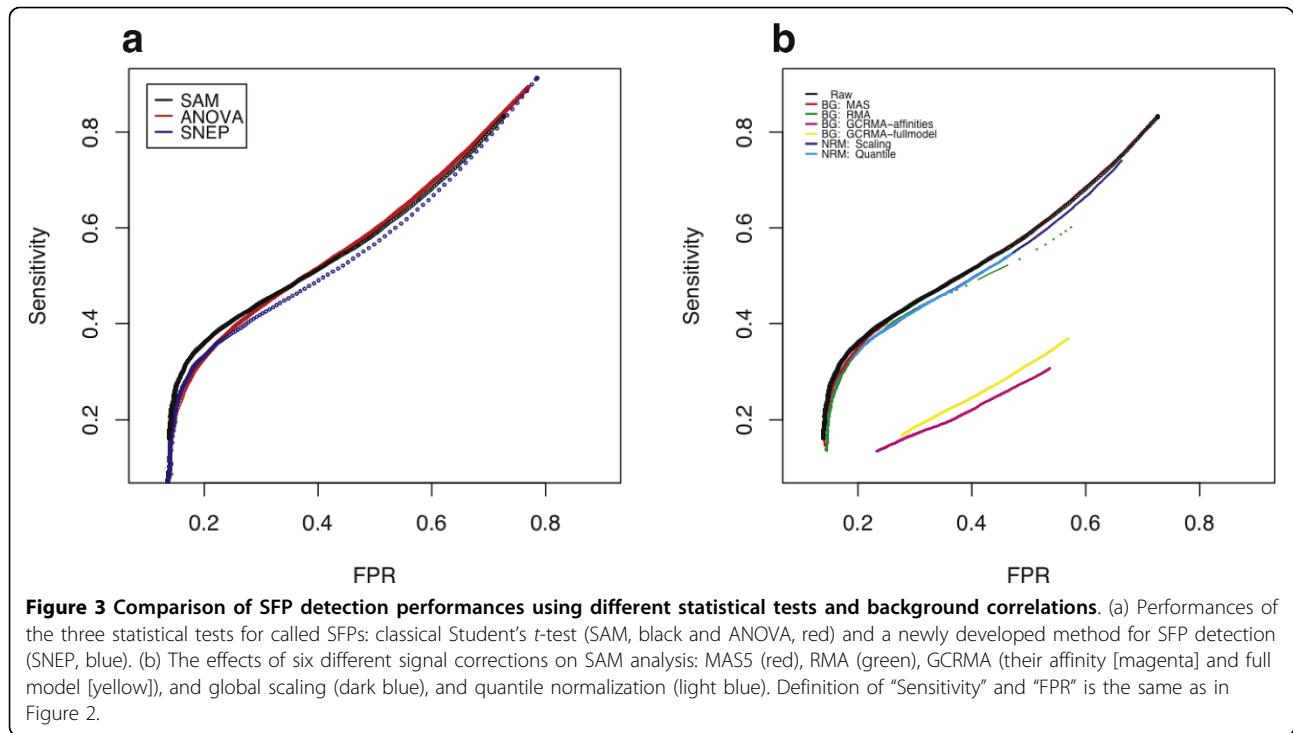 a
SAM
ANOVA
SNEP
Sensitivity
0.2
0.4
0.6
0.8
0.2
0.4
0.6
0.8
FPR
b
Raw
BG: MAS
BG: RMA
BG: GCRMA-affinities
BG: GCRMA-fullmodel
NRM: Scaling
NRM: Quantile
Sensitivity
0.2
0.4
0.6
0.8
0.2
0.4
0.6
0.8
FPR
Figure 3 Comparison of SFP detection performances using different statistical tests and background correlations. (a) Performances of
the three statistical tests for called SFPs: classical Student's t-test (SAM, black and ANOVA, red) and a newly developed method for SFP detection
(SNEP, blue). (b) The effects of six different signal corrections on SAM analysis: MAS5 (red), RMA (green), GCRMA (their affinity [magenta] and full
model [yellow]), and global scaling (dark blue), and quantile normalization (light blue). Definition of “Sensitivity” and “FPR” is the same as in
Figure 2.